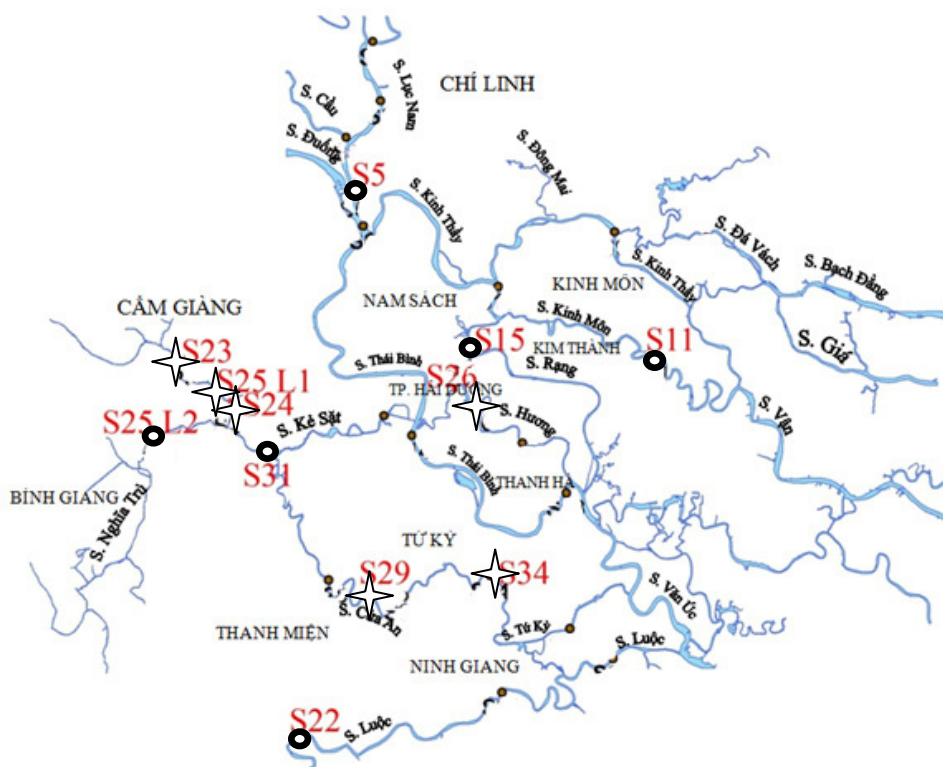 S. Lục Nam
CHÍ LINH
S. Cầu
S. Đuống
S5
S. Đông Mai
S. Kinh Thầy
S. Đá Vách
S. Bạch Đằng
S. Kinh Thầy
KINH MÔN
NAM SÁCH
CẨM GIÀNG
S. Kinh Môn
S. Giá
S23
S15
KIM THÀNH
S11
S. Thái Bình
S26
S. Rạng
S25 L1
TP. HẢI DƯƠNG
S24
S. Hương
S. Vận
S25 L2
S. Kẻ Sặt
S31
S. Thái Bình
THANH HÀ
BÌNH GIANG
S. Nghĩa Trụ
TỨ KỲ
S29
S34
S. Văn Úc
S. Cửu An
THANH MIỆN
S. Tứ Kỳ
S. Luộc
NINH GIANG
S22
S. Luộc